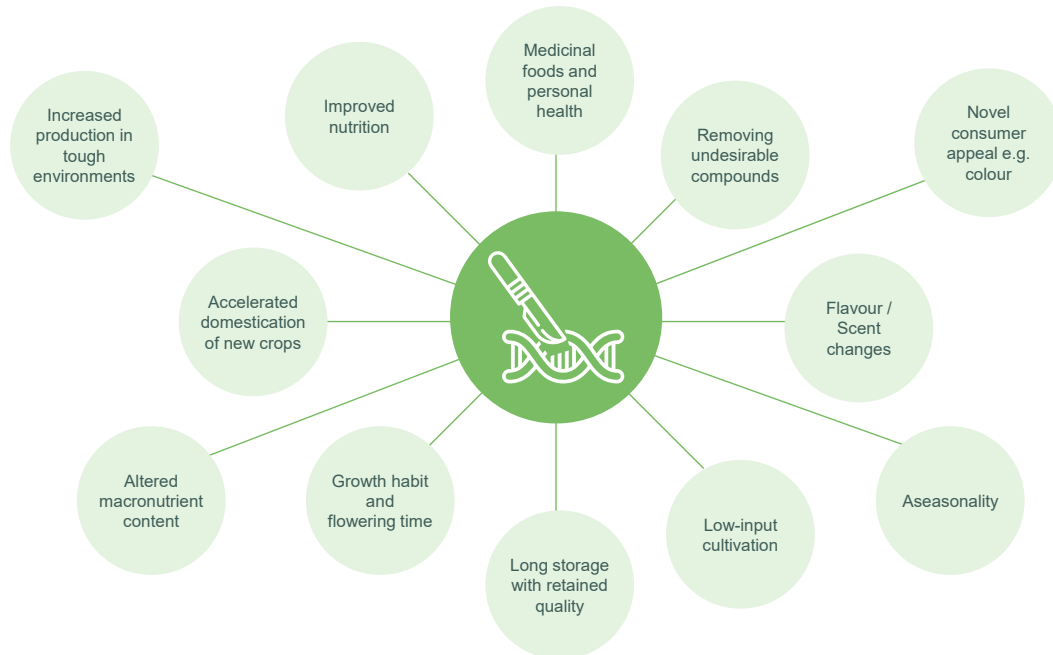 Medicinal
foods and
personal
health
Increased
production in
tough
environments
Improved
nutrition
Removing
undesirable
compounds
Novel
consumer
appeal e.g.
colour
Accelerated
domestication
of new crops
Flavour /
Scent
changes
Altered
macronutrient
content
Growth habit
and
flowering time
Long storage
with retained
quality
Low-input
cultivation
Aseasonality